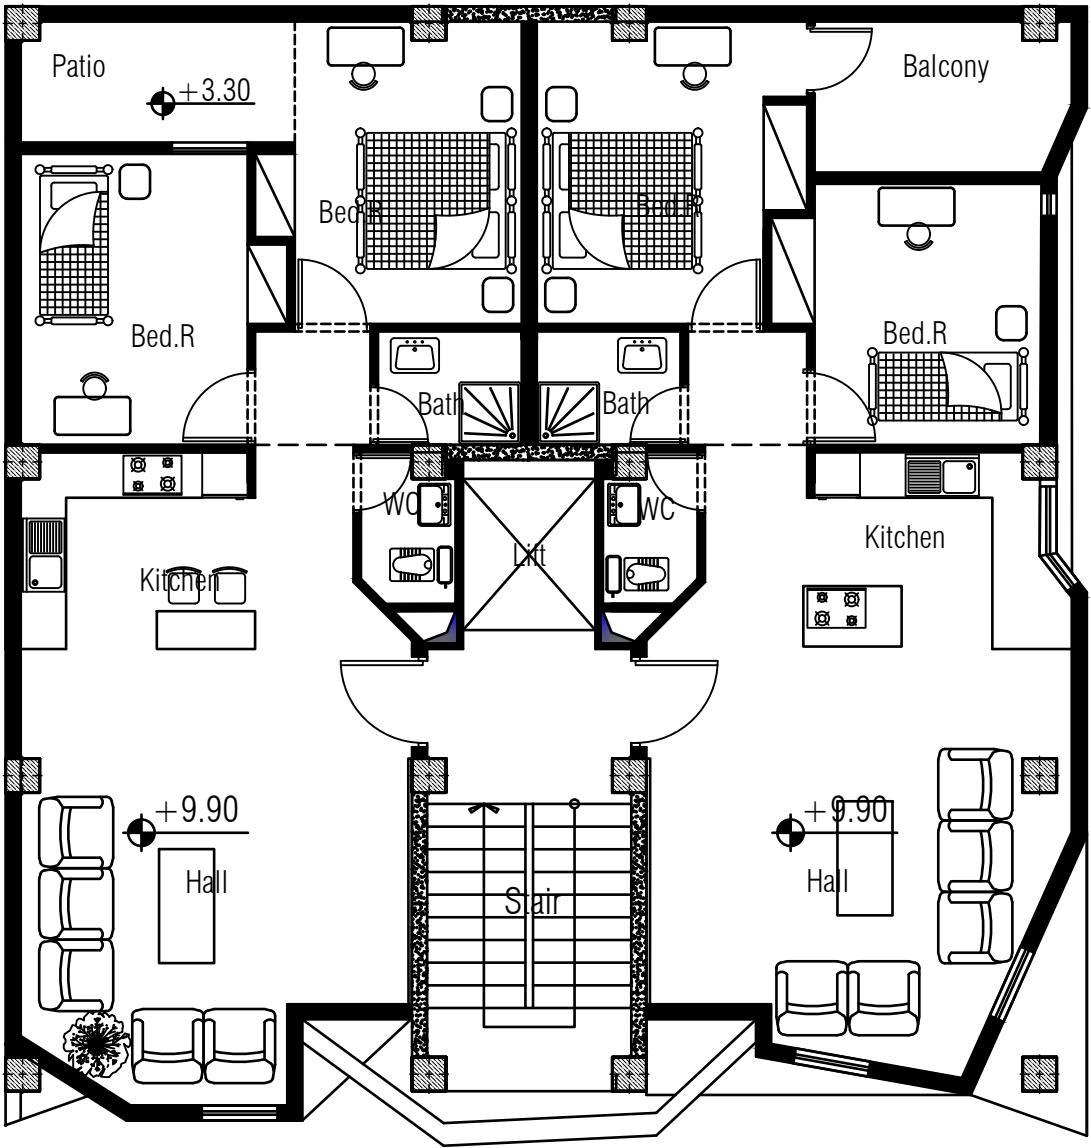 Patio
+3.30
Balcony
Bed.R
Bed.R
Bed.R
Bed.R
Bath
Bath
WC
WC
Lift
Kitchen
Kitchen
+9.90
+9.90
Hall
Hall
Stair